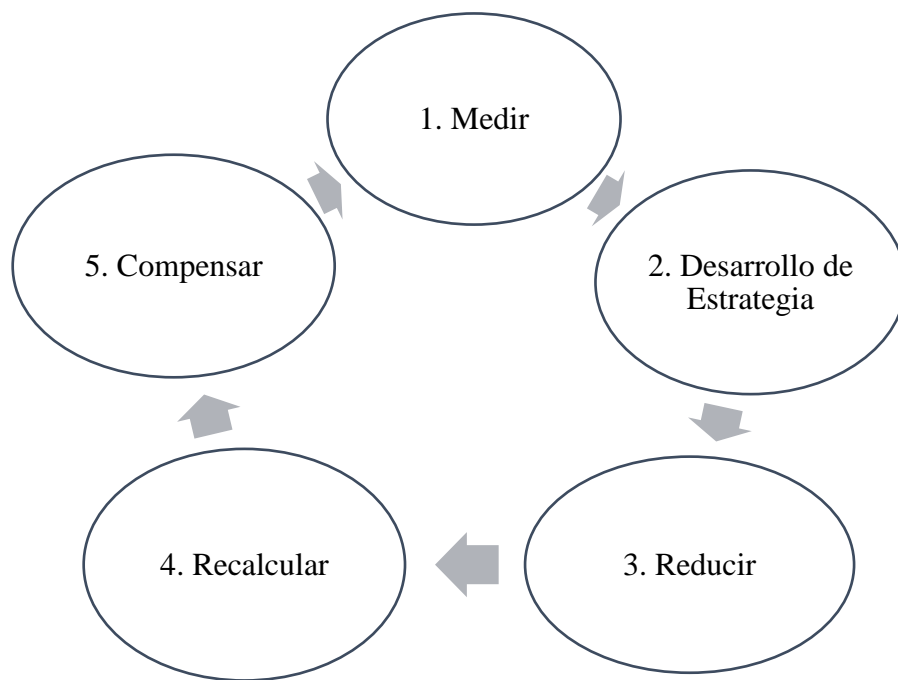 1. Medir
2. Desarrollo de
Estrategia
3. Reducir
4. Recalcular
5. Compensar